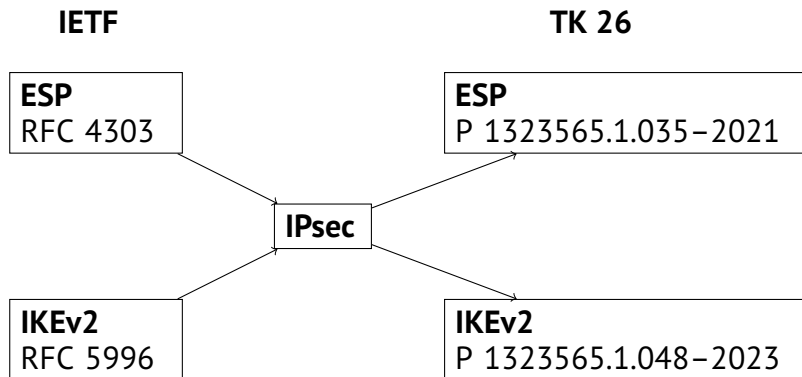 IETF
ТК 26
ESP
RFC 4303
ESP
Р 1323565.1.035–2021
IPsec
IKEv2
RFC 5996
IKEv2
Р 1323565.1.048–2023